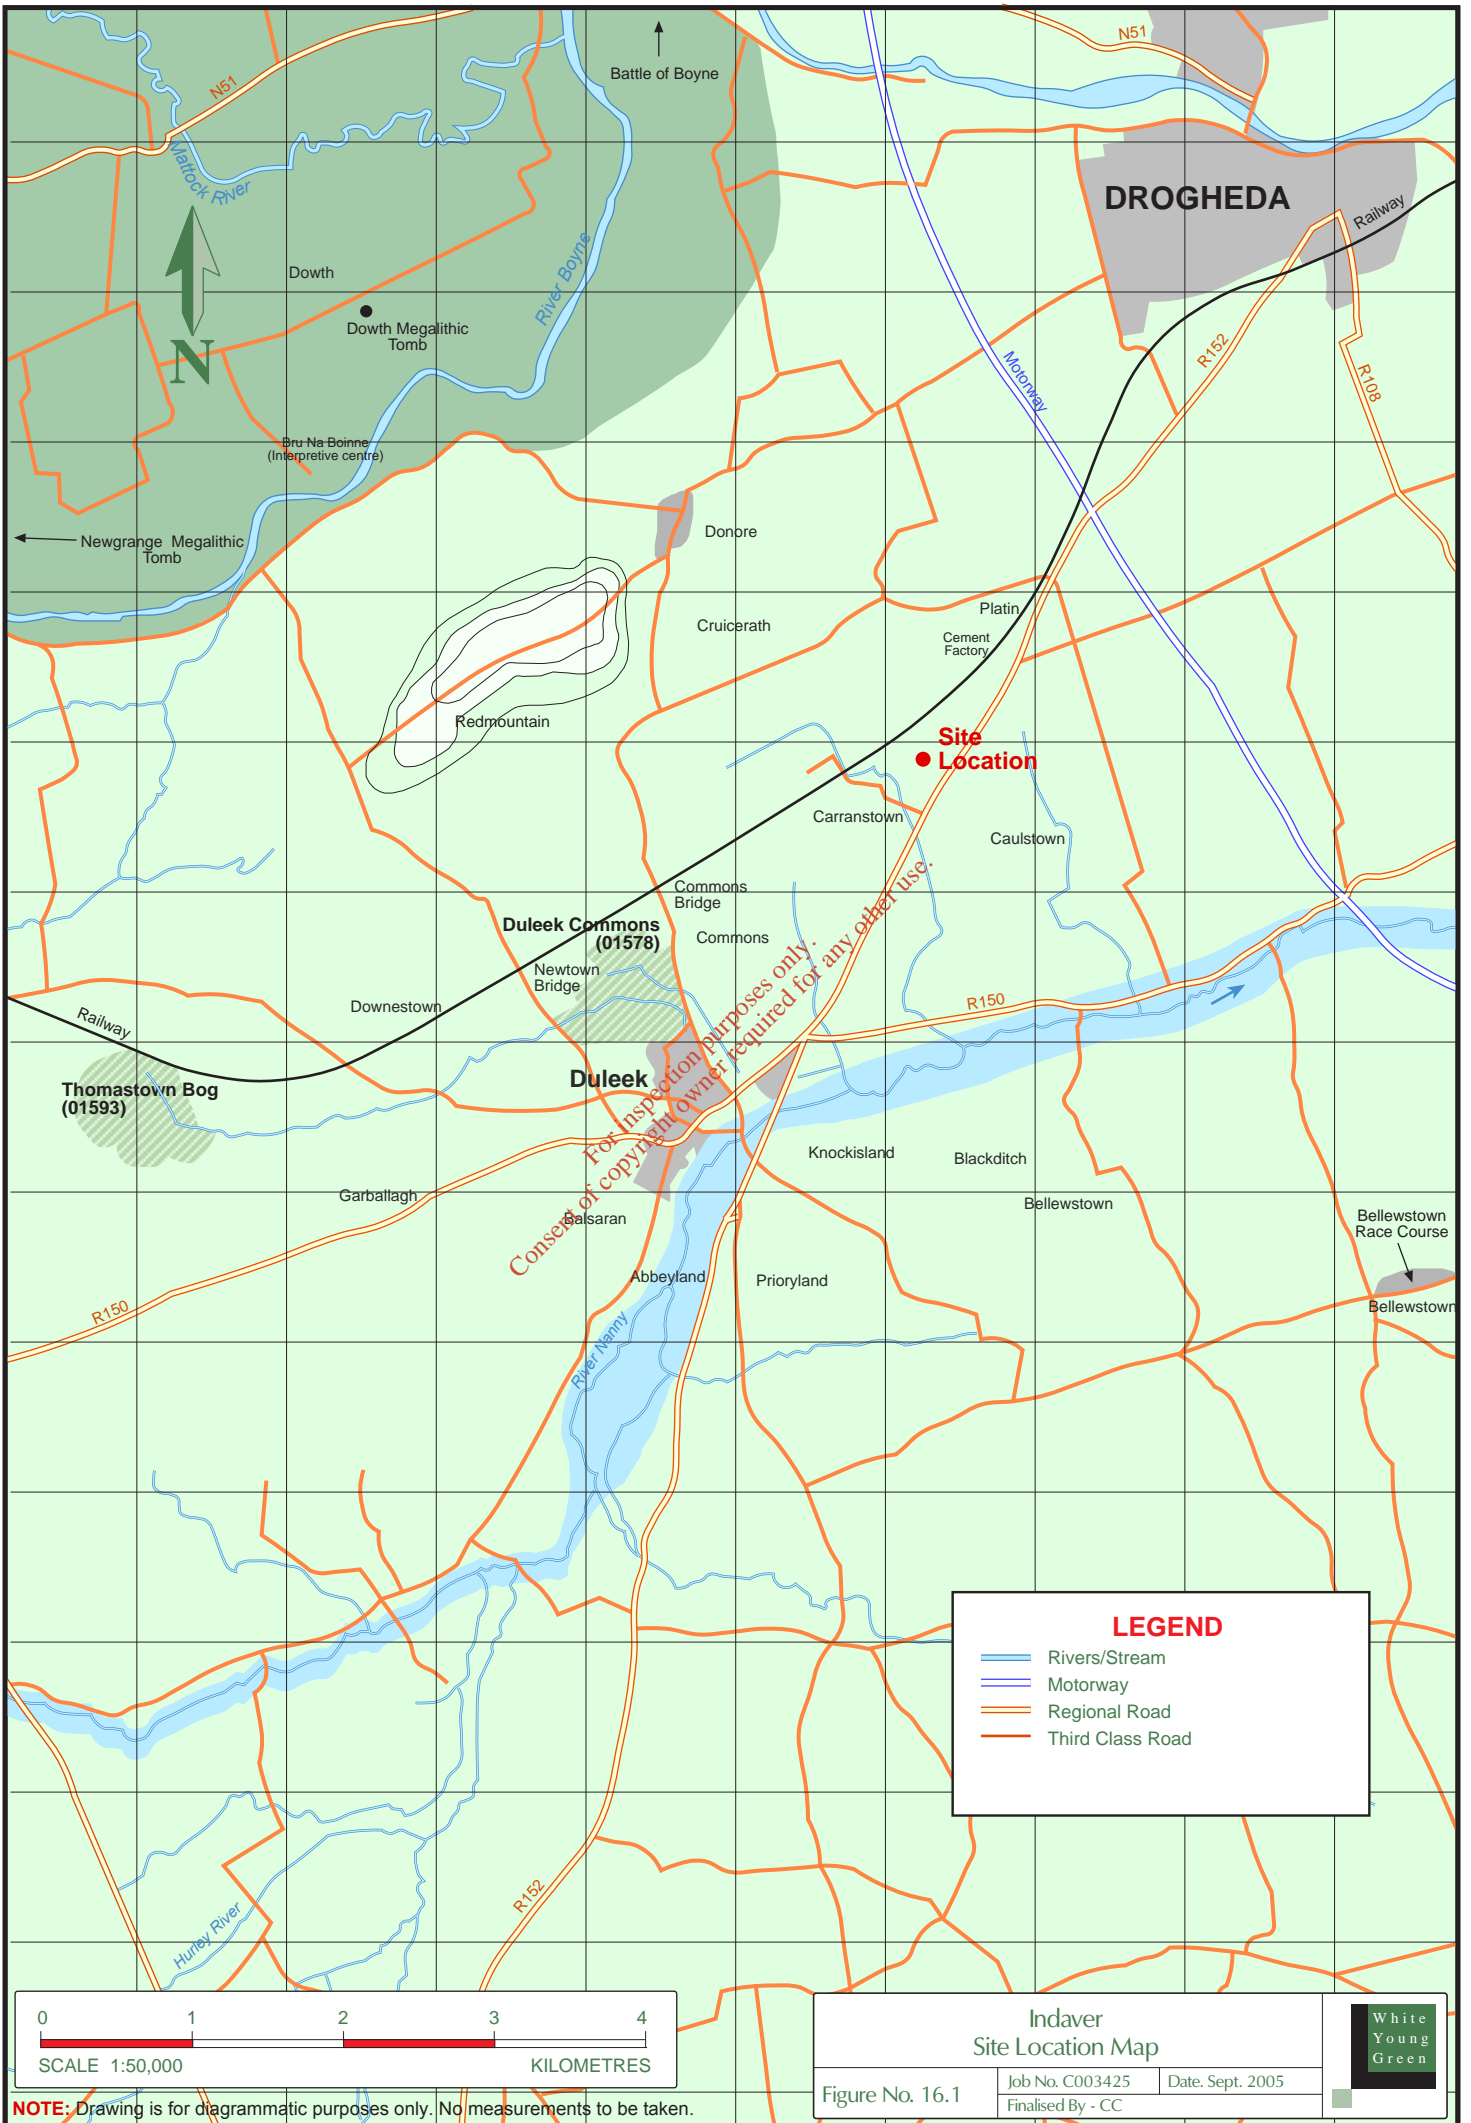 Battle of Boyne
N51
N51
Mattock River
DROGHEDA
Railway
River Boyne
Dowth
Dowth Megalithic
Tomb
N
Motorway
R152
R108
Bru Na Boinne
(Interpretive centre)
Newgrange Megalithic
Tomb
Donore
Platin
Cruicerath
Cement
Factory
Redmountain
Site
Location
Carranstown
Caulstown
Commons
Bridge
Duleek Commons
(01578)
Commons
Newtown
Bridge
Downestown
R150
Railway
Duleek
Thomastown Bog
(01593)
For inspection purposes only.
Consent of copyright owner required for any other use.
Knockisland
Blackditch
Garballagh
Balsaran
Bellewstown
Bellewstown
Race Course
Abbeyland
Prioryland
Bellewstown
R150
River Nanny
LEGEND
Rivers/Stream
Motorway
Regional Road
Third Class Road
R152
Hurley River
0 1 2 3 4
SCALE 1:50,000 KILOMETRES
NOTE: Drawing is for diagrammatic purposes only. No measurements to be taken.
Indaver
Site Location Map
Figure No. 16.1
Job No. C003425
Date. Sept. 2005
Finalised By - CC
White
Young
Green